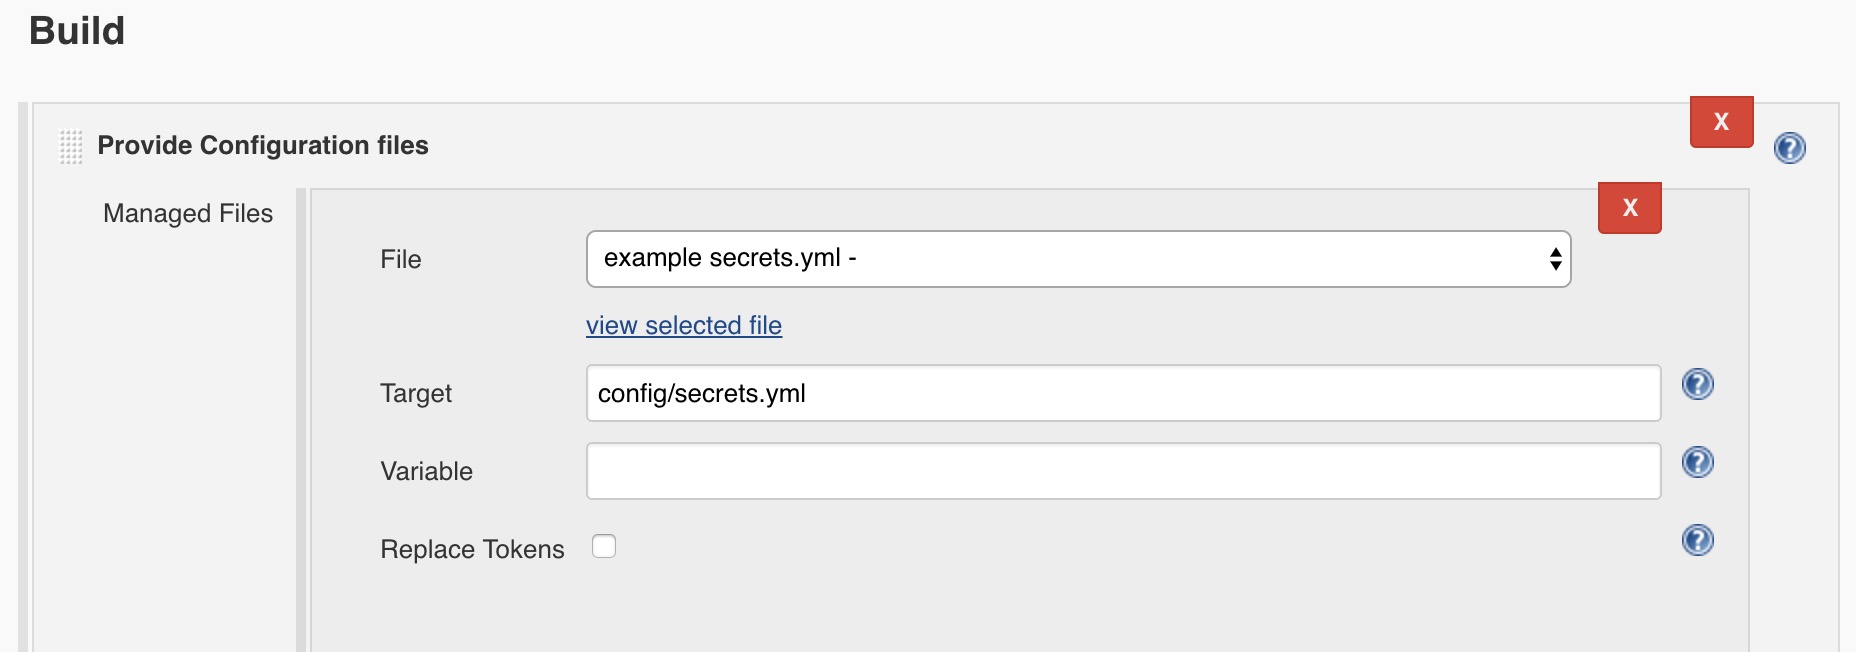 Build
X
Provide Configuration files
?
Managed Files
X
File
example secrets.yml -
view selected file
Target
config/secrets.yml
?
Variable
?
Replace Tokens
?